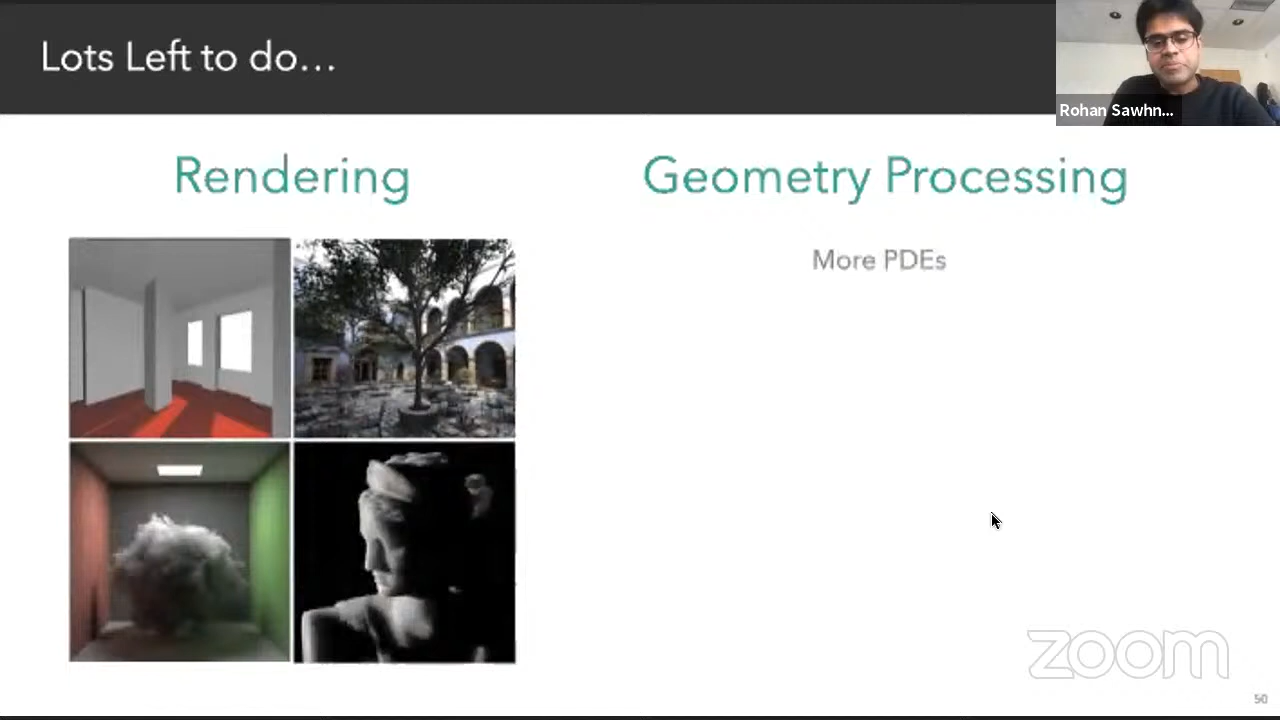 Lots Left to do...
Rohan Sawhn...
Rendering
Geometry Processing
More PDEs
zoom
50